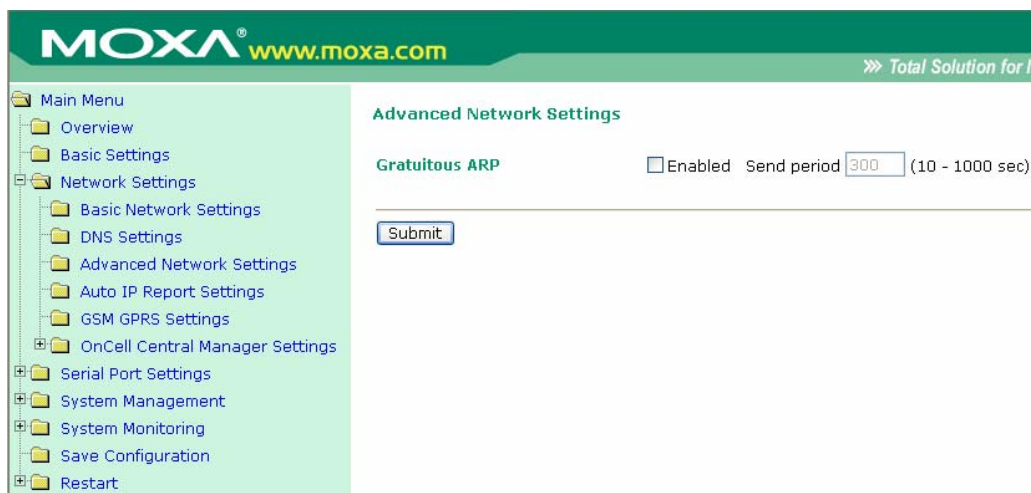 MOXA® www.moxa.com
Total Solution for
Main Menu
Overview
Basic Settings
Network Settings
Basic Network Settings
DNS Settings
Advanced Network Settings
Auto IP Report Settings
GSM GPRS Settings
OnCell Central Manager Settings
Serial Port Settings
System Management
System Monitoring
Save Configuration
Restart
Advanced Network Settings
Gratuitous ARP Enabled Send period 300 (10 - 1000 sec)
Submit